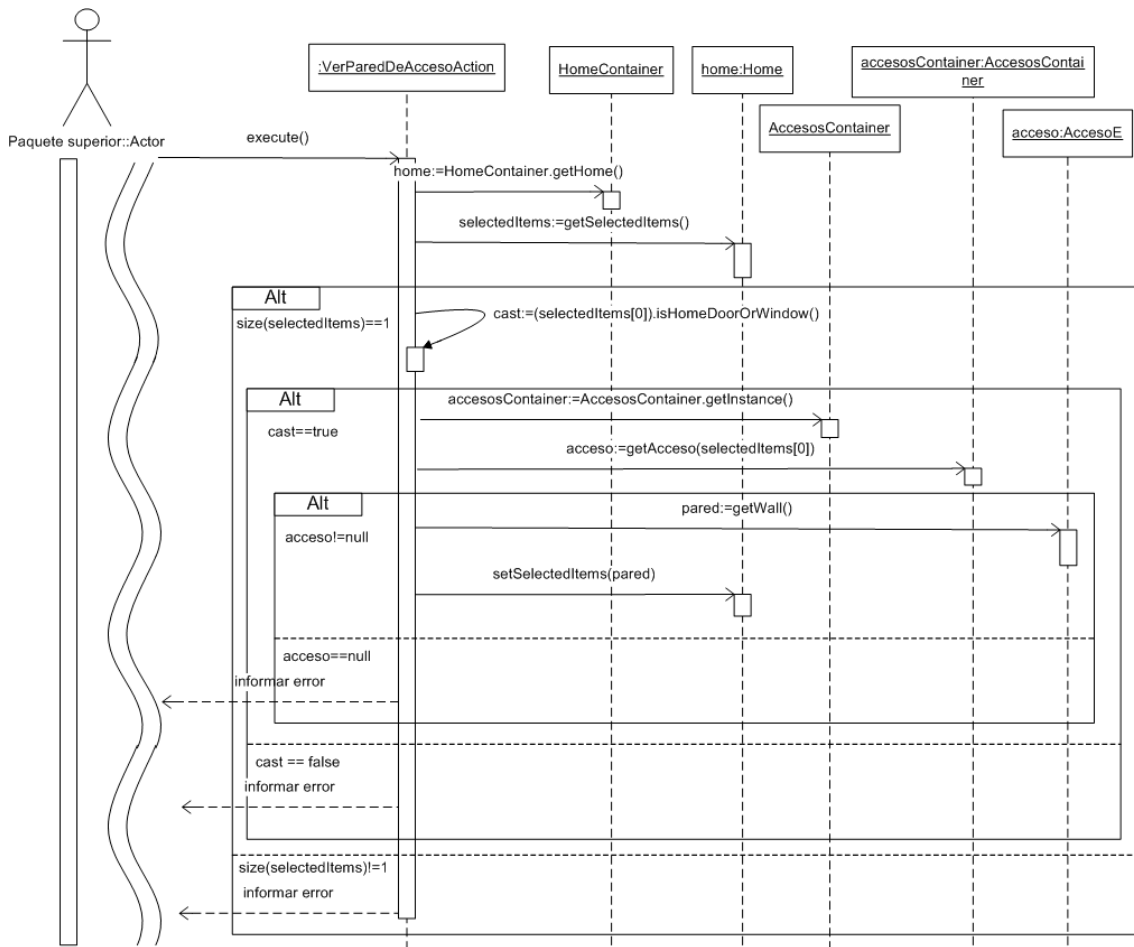 :VerParedDeAccesoAction
HomeContainer
home:Home
accesosContainer:AccesosContai
ner
AccesosContainer
acceso:AccesoE
Paquete superior::Actor
execute()
home:=HomeContainer.getHome()
selectedItems:=getSelectedItems()
Alt
size(selectedItems)==1
cast:=(selectedItems[0]).isHomeDoorOrWindow()
Alt
cast==true
accesosContainer:=AccesosContainer.getInstance()
acceso:=getAcceso(selectedItems[0])
Alt
acceso!=null
pared:=getWall()
setSelectedItems(pared)
acceso==null
informar error
cast == false
informar error
size(selectedItems)!=1
informar error